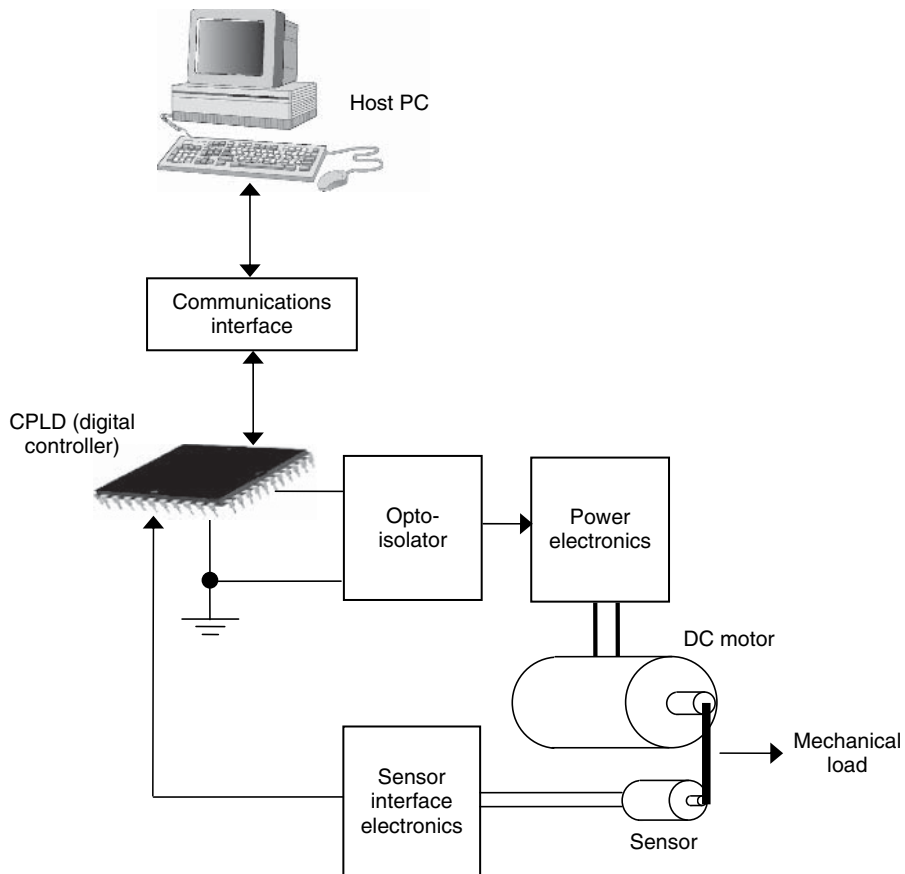 Host PC
Communications
interface
CPLD (digital
controller)
Opto-
isolator
Power
electronics
DC motor
Mechanical
load
Sensor
interface
electronics
Sensor